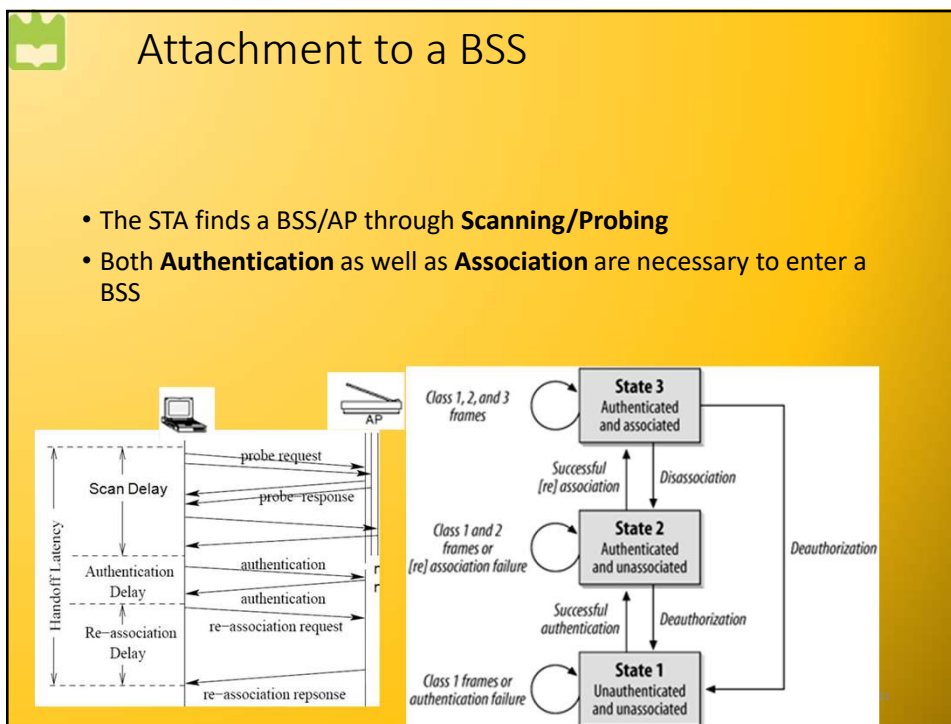 Attachment to a BSS
• The STA finds a BSS/AP through Scanning/Probing
• Both Authentication as well as Association are necessary to enter a
BSS
AP
probe request
Scan Delay
probe-response
Handoff Latency
authentication
Authentication
Delay
authentication
re-association request
Re-association
Delay
re-association repsonse
State 3
Authenticated
and associated
Class 1, 2, and 3
frames
Successful
[re] association
Disassociation
State 2
Authenticated
and unassociated
Class 1 and 2
frames or
[re] association failure
Deauthorization
Successful
authentication
Deauthorization
State 1
Unauthenticated
and unassociated
Class 1 frames or
authentication failure